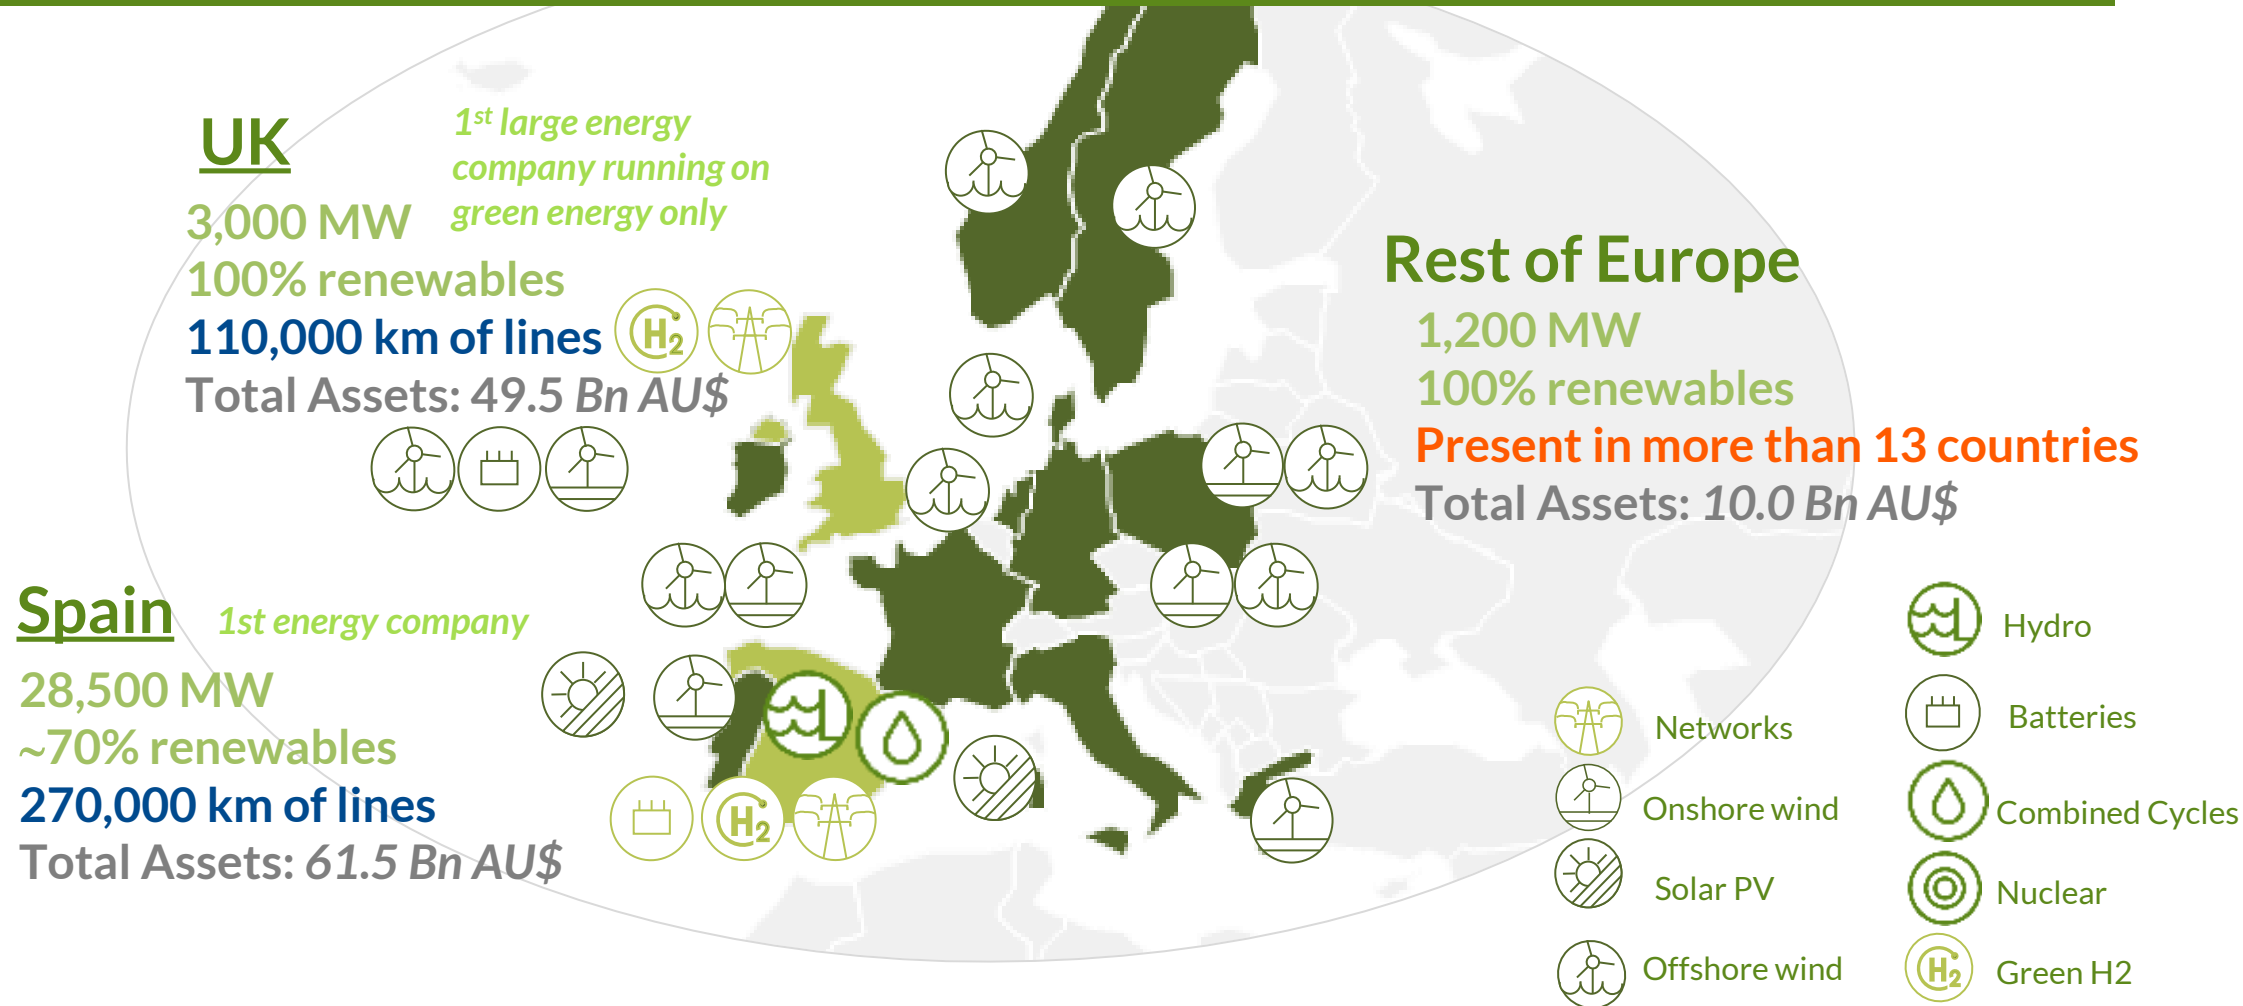 UK
1st large energy
company running on
green energy only
3,000 MW
100% renewables
110,000 km of lines
Total Assets: 49.5 Bn AU$
H2
Rest of Europe
1,200 MW
100% renewables
Present in more than 13 countries
Total Assets: 10.0 Bn AU$
Spain
1st energy company
28,500 MW
~70% renewables
270,000 km of lines
Total Assets: 61.5 Bn AU$
H2
Networks
Onshore wind
Solar PV
Offshore wind
Hydro
Batteries
Combined Cycles
Nuclear
H2
Green H2